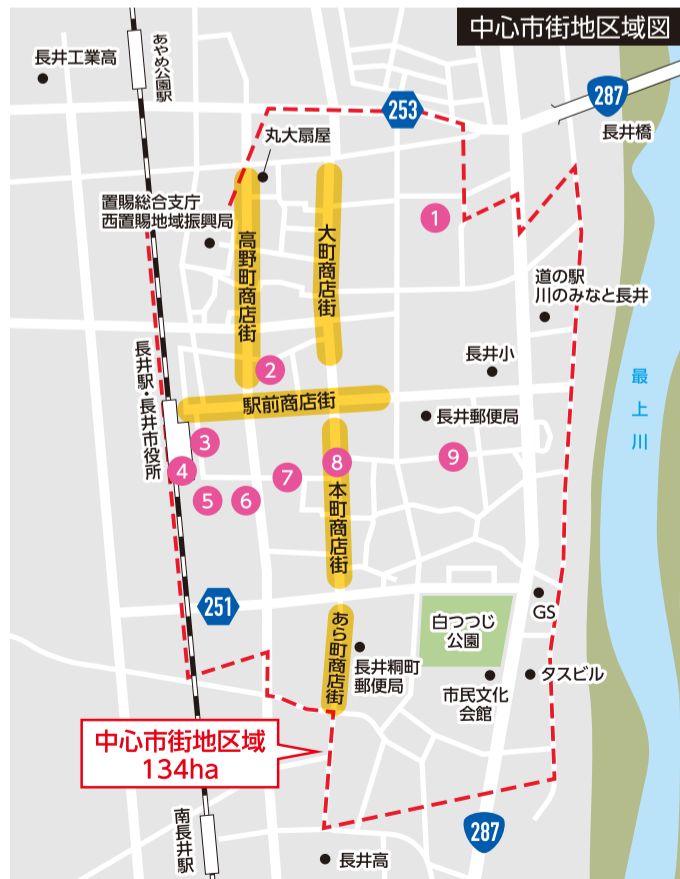 中心市街地区域図
長井工業高
あやめ公園駅
253
287
長井橋
丸大扇屋
置賜総合支庁
西置賜地域振興局
1
高野町商店街
大町商店街
道の駅
川のみなと長井
長井小
2
最上川
長井駅・長井市役所
駅前商店街
長井郵便局
3
4
5
6
7
8
9
本町商店街
251
あら町商店街
白つつじ
公園
GS
長井粡町
郵便局
市民文化
会館
タスビル
中心市街地区域
134ha
南長井駅
287
長井高